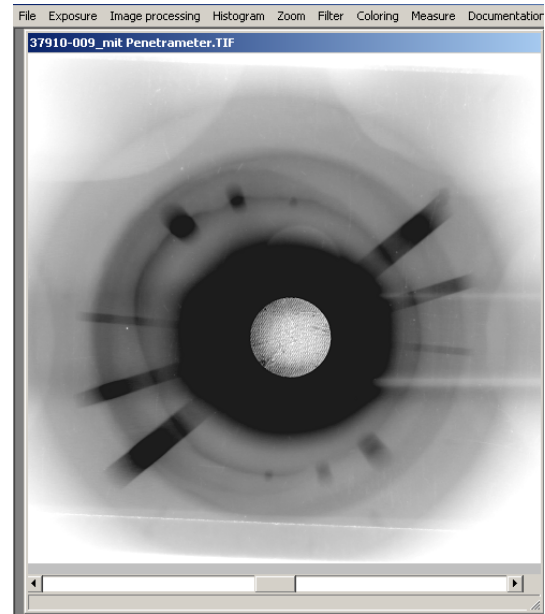 File Exposure Image processing Histogram Zoom Filter Coloring Measure Documentation
37910-009_mit Penetrameter.TIF